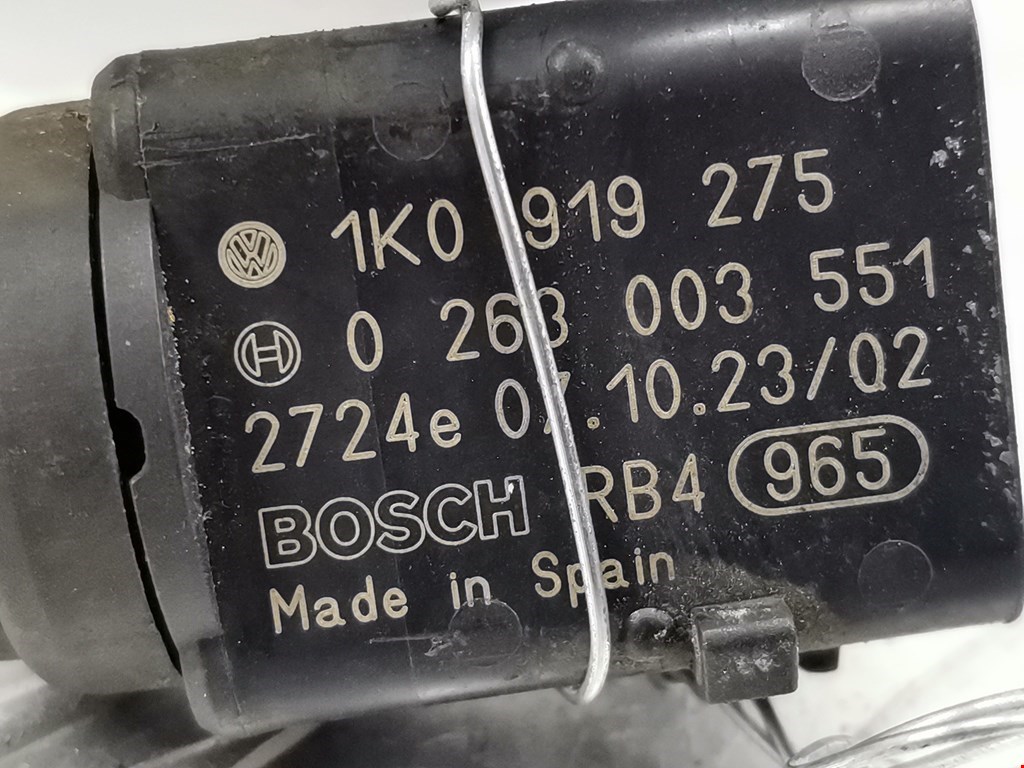 1K0 919 275
0 263 003 551
2724e 07.10.23/02
BOSCH RB4 965
Made in Spain